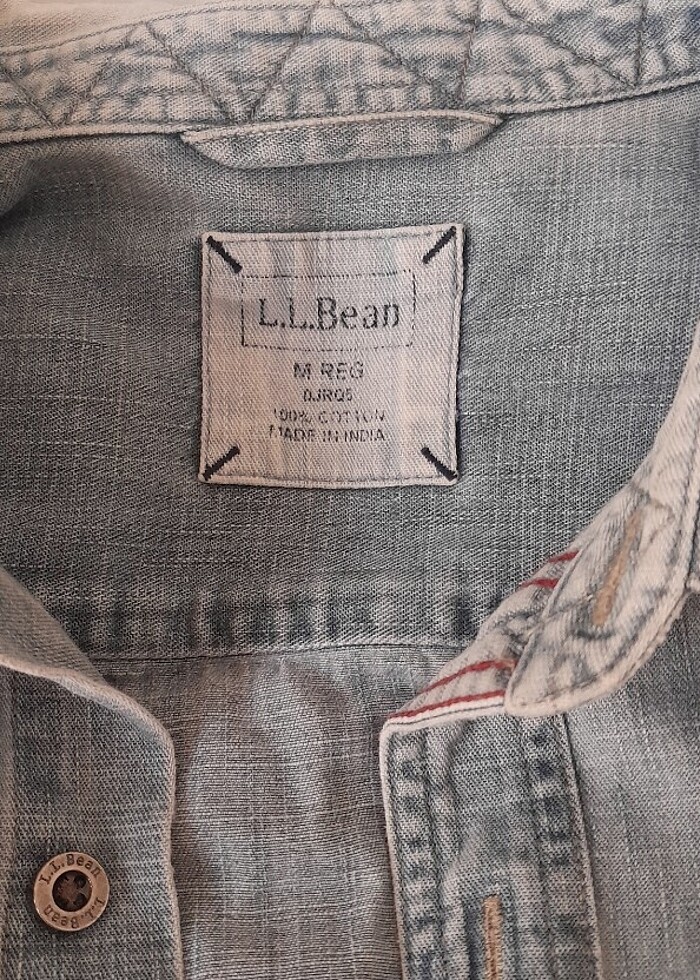 L.L.Bean
M REG
0JRQ5
100% COTTON
MADE IN INDIA
L.L.Bean
L.L.Bean